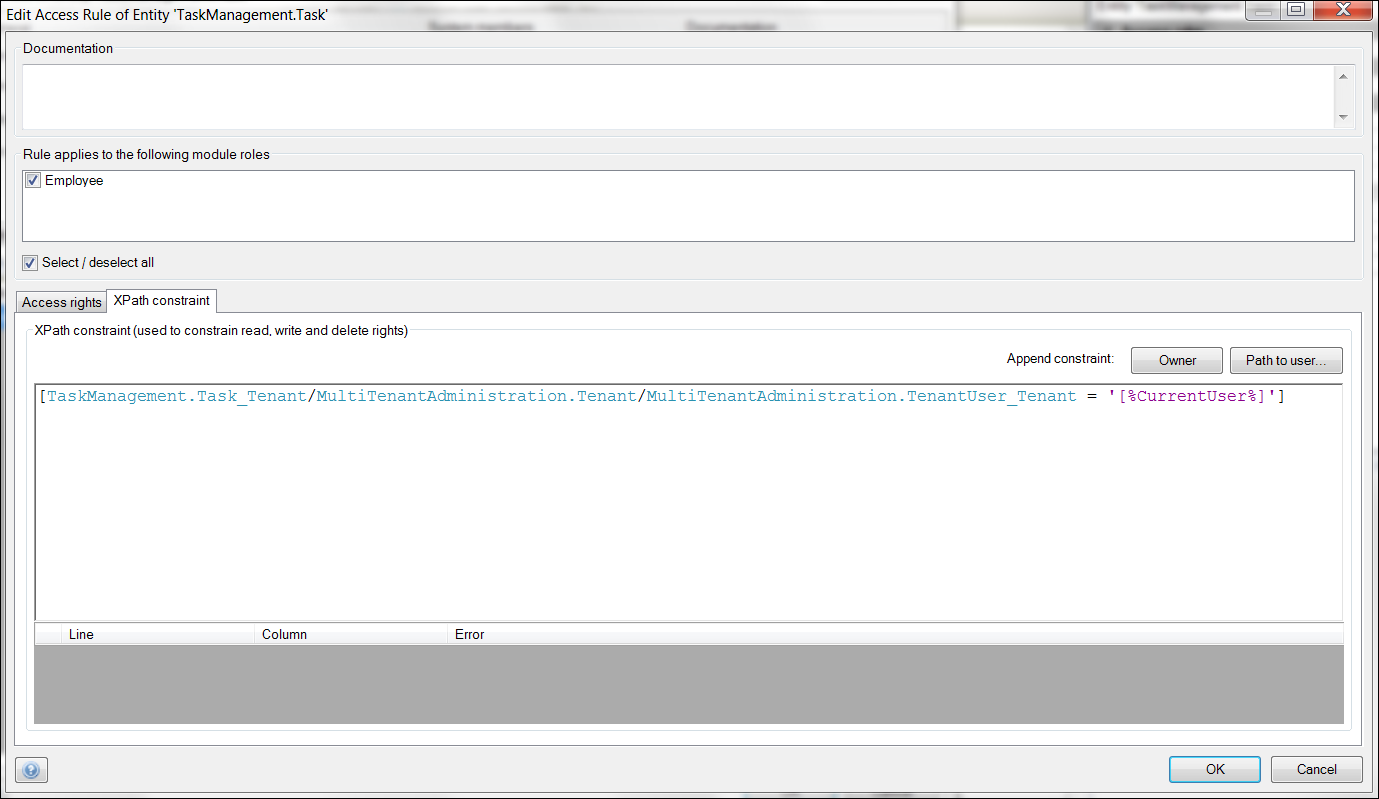 Edit Access Rule of Entity 'TaskManagement.Task'
Documentation
Rule applies to the following module roles
Employee
Select / deselect all
Access rights
XPath constraint
XPath constraint (used to constrain read, write and delete rights)
Append constraint:
Owner
Path to user...
[TaskManagement.Task_Tenant/MultiTenantAdministration.Tenant/MultiTenantAdministration.TenantUser_Tenant = '[%CurrentUser%]']
Line
Column
Error
OK
Cancel